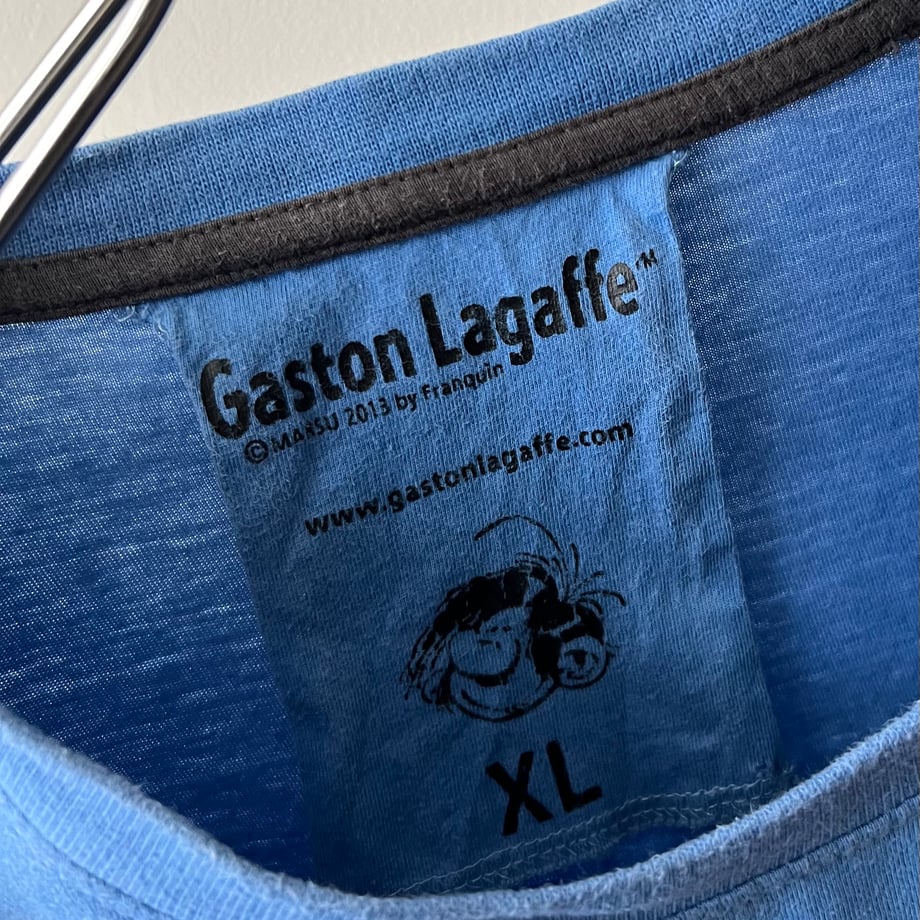 Gaston Lagaffe™
© MARSU 2013 by Franquin
www.gastonlagaffe.com
XL